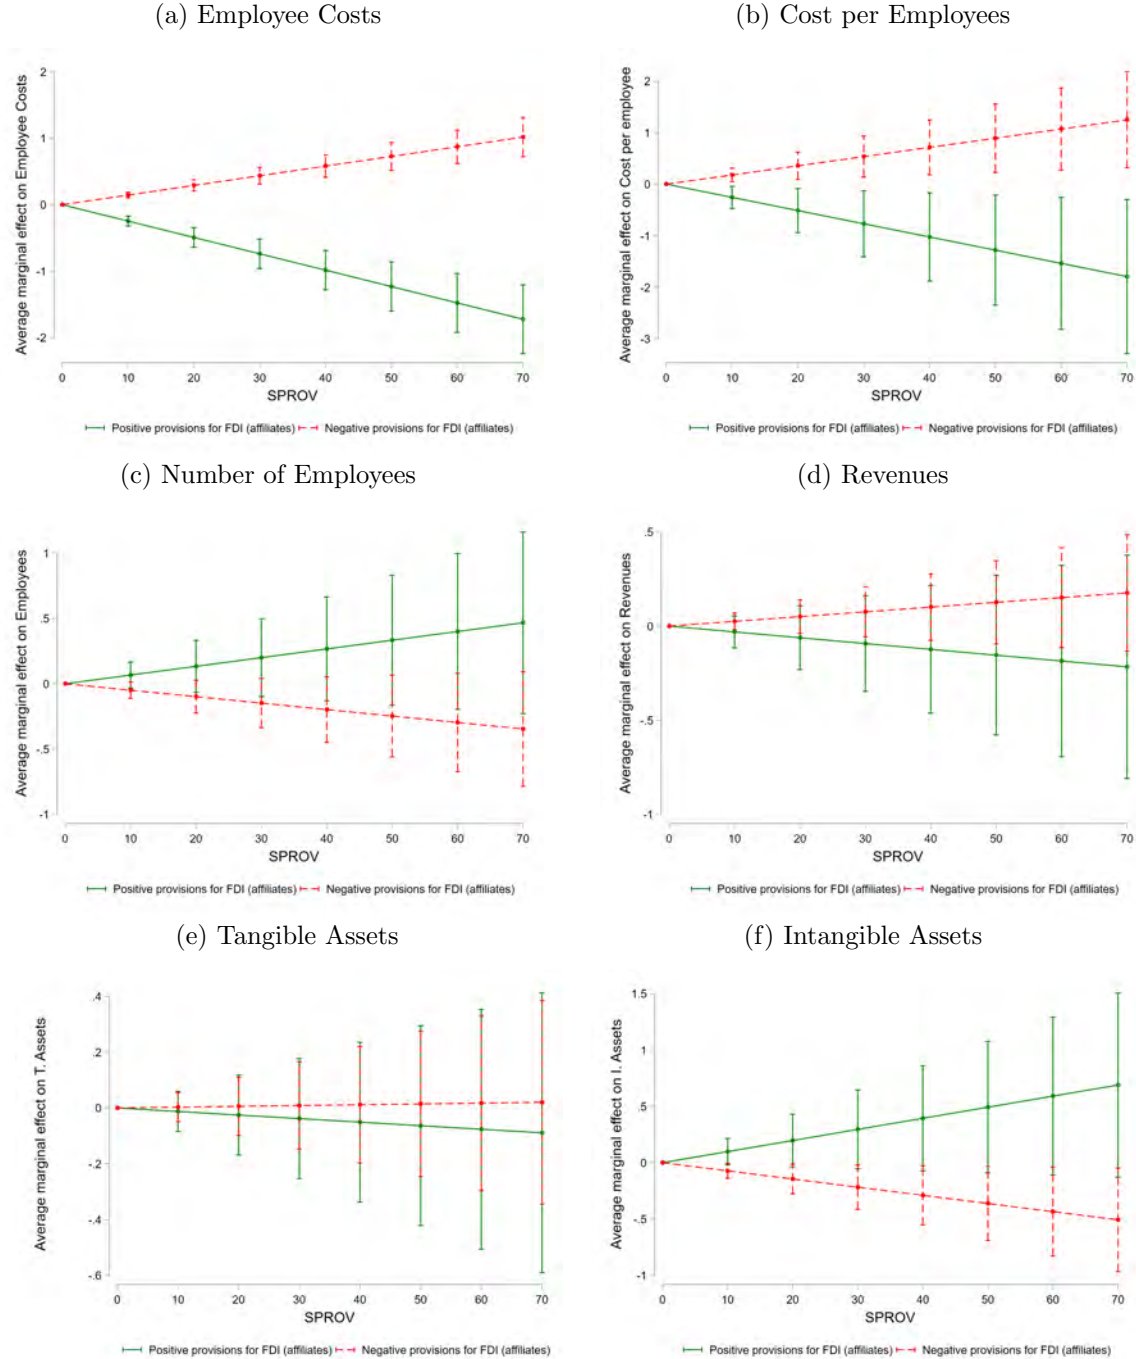 (a) Employee Costs
(b) Cost per Employees
Average marginal effect on Employee Costs
2
1
0
-1
-2
0 10 20 30 40 50 60 70
SPROV
Positive provisions for FDI (affiliates) Negative provisions for FDI (affiliates)
Average marginal effect on Cost per employee
2
1
0
-1
-2
-3
0 10 20 30 40 50 60 70
SPROV
Positive provisions for FDI (affiliates) Negative provisions for FDI (affiliates)
(c) Number of Employees
(d) Revenues
Average marginal effect on Employees
1
.5
0
-.5
-1
0 10 20 30 40 50 60 70
SPROV
Positive provisions for FDI (affiliates) Negative provisions for FDI (affiliates)
Average marginal effect on Revenues
.5
0
-.5
-1
0 10 20 30 40 50 60 70
SPROV
Positive provisions for FDI (affiliates) Negative provisions for FDI (affiliates)
(e) Tangible Assets
(f) Intangible Assets
Average marginal effect on T. Assets
.4
.2
0
-.2
-.4
-.6
0 10 20 30 40 50 60 70
SPROV
Positive provisions for FDI (affiliates) Negative provisions for FDI (affiliates)
Average marginal effect on I. Assets
1.5
1
.5
0
-.5
-1
0 10 20 30 40 50 60 70
SPROV
Positive provisions for FDI (affiliates) Negative provisions for FDI (affiliates)